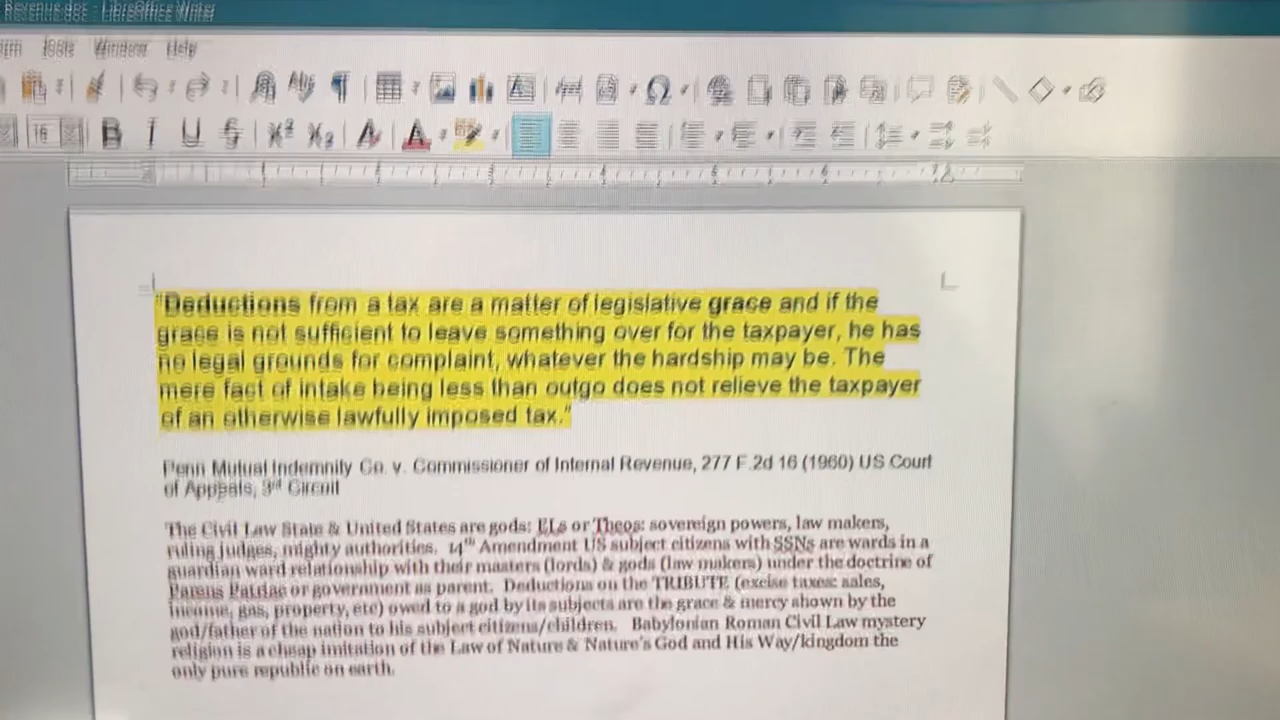 Revenue.doc - LibreOffice Writer
Tools Window Help
16
"Deductions from a tax are a matter of legislative grace and if the
grace is not sufficient to leave something over for the taxpayer, he has
no legal grounds for complaint, whatever the hardship may be. The
mere fact of intake being less than outgo does not relieve the taxpayer
of an otherwise lawfully imposed tax."
Penn Mutual Indemnity Co. v. Commissioner of Internal Revenue, 277 F.2d 16 (1960) US Court
of Appeals, 3rd Circuit
The Civil Law State & United States are gods: ELs or Theos: sovereign powers, law makers,
ruling judges, mighty authorities. 14th Amendment US subject citizens with SSNs are wards in a
guardian ward relationship with their masters (lords) & gods (law makers) under the doctrine of
Parens Patriae or government as parent. Deductions on the TRIBUTE (excise taxes: sales,
income, gas, property, etc) owed to a god by its subjects are the grace & mercy shown by the
god/father of the nation to his subject citizens/children. Babylonian Roman Civil Law mystery
religion is a cheap imitation of the Law of Nature & Nature's God and His Way/kingdom the
only pure republic on earth.